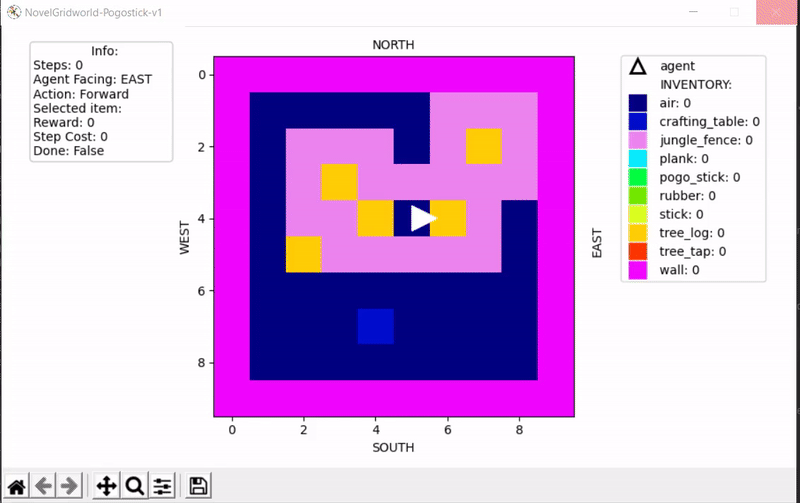 NovelGridworld-Pogostick-v1
Info:
Steps: 0
Agent Facing: EAST
Action: Forward
Selected item:
Reward: 0
Step Cost: 0
Done: False
NORTH
WEST
EAST
SOUTH
0
2
4
6
8
0
2
4
6
8
agent
INVENTORY:
air: 0
crafting_table: 0
jungle_fence: 0
plank: 0
pogo_stick: 0
rubber: 0
stick: 0
tree_log: 0
tree_tap: 0
wall: 0